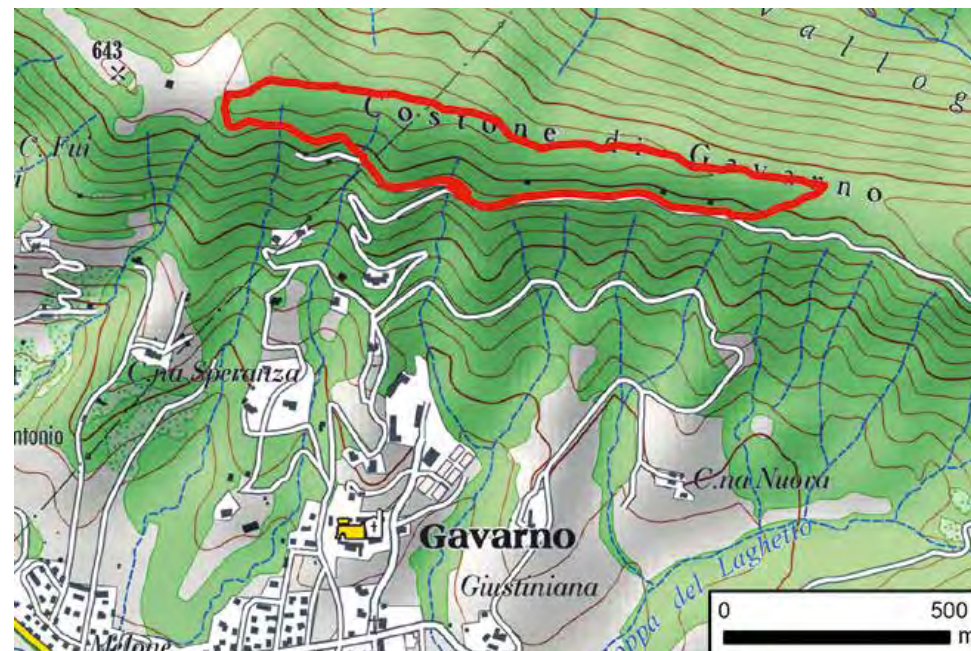 643
Vallog
Costone di Gavarno
C. Fui
C.na Speranza
ntonio
C.na Nuova
Gavarno
Giustiniana
oppa del Laghetto
Melone
0 500
m